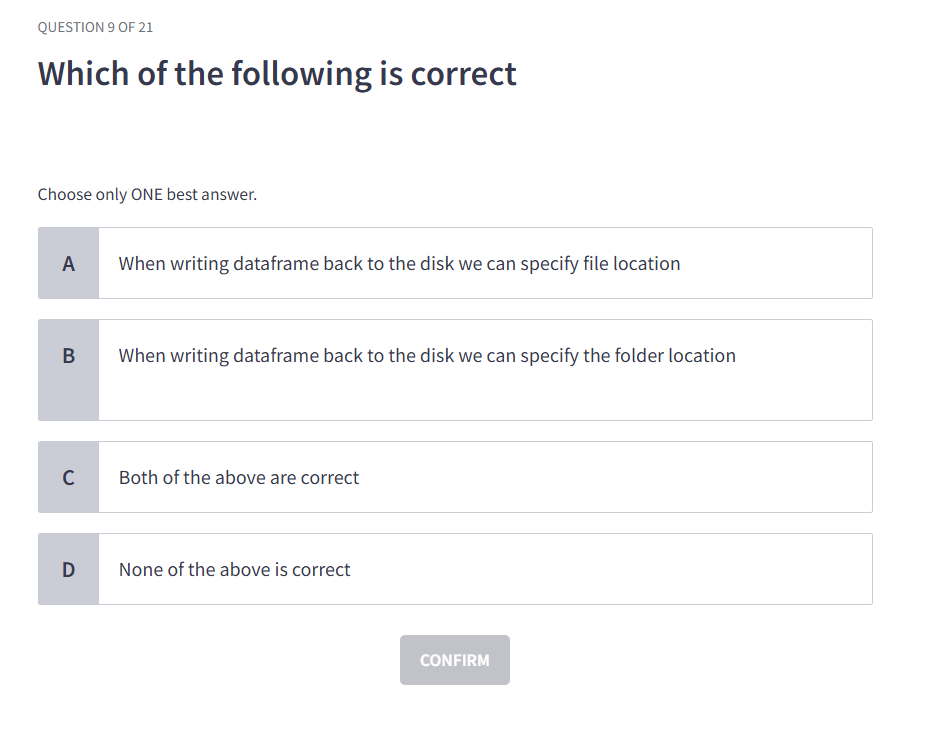 QUESTION 9 OF 21
Which of the following is correct
Choose only ONE best answer.
A
When writing dataframe back to the disk we can specify file location
B
When writing dataframe back to the disk we can specify the folder location
C
Both of the above are correct
D
None of the above is correct
CONFIRM